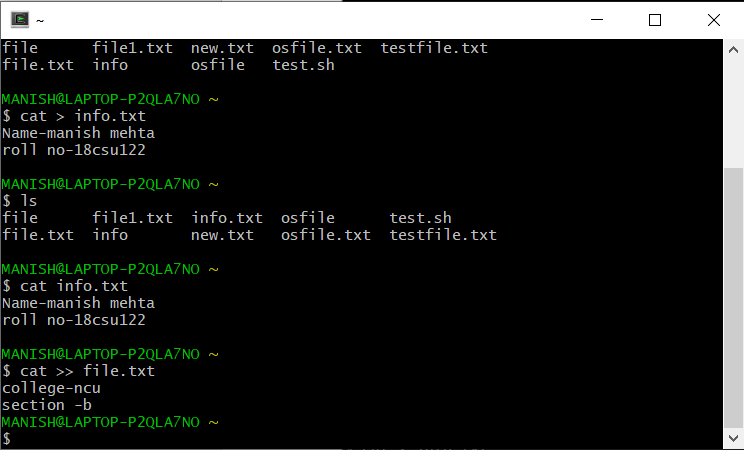 ~
file      file1.txt  new.txt  osfile.txt  testfile.txt
file.txt  info       osfile   test.sh
MANISH@LAPTOP-P2QLA7NO ~
$ cat > info.txt
Name-manish mehta
roll no-18csu122
MANISH@LAPTOP-P2QLA7NO ~
$ ls
file      file1.txt  info.txt  osfile      test.sh
file.txt  info       new.txt   osfile.txt  testfile.txt
MANISH@LAPTOP-P2QLA7NO ~
$ cat info.txt
Name-manish mehta
roll no-18csu122
MANISH@LAPTOP-P2QLA7NO ~
$ cat >> file.txt
college-ncu
section -b
MANISH@LAPTOP-P2QLA7NO ~
$